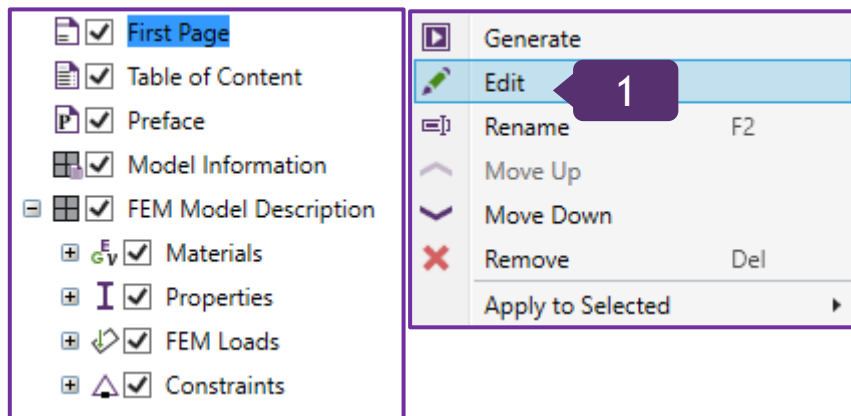 First Page
Table of Content
Preface
Model Information
FEM Model Description
Materials
Properties
FEM Loads
Constraints
Generate
Edit 1
Rename F2
Move Up
Move Down
Remove Del
Apply to Selected